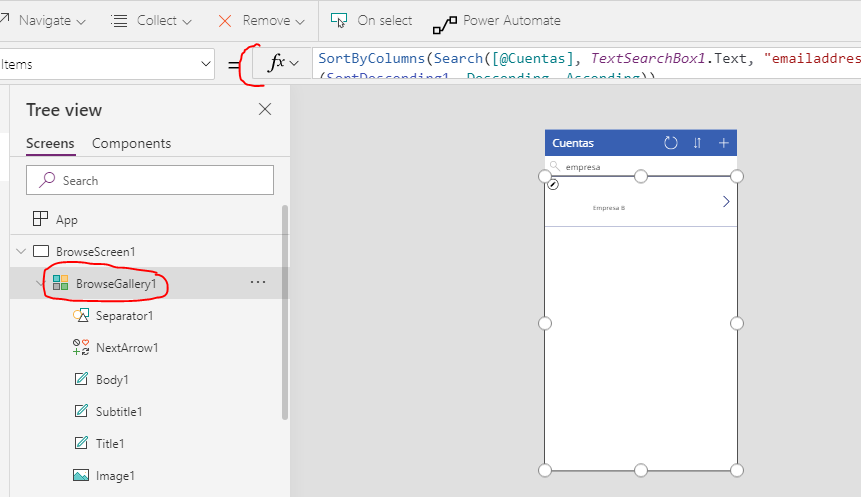 Navigate Collect Remove On select Power Automate
Items = fx SortByColumns(Search([@Cuentas], TextSearchBox1.Text, "emailaddres
(SortDescending1, Descending, Ascending))
Tree view
Screens Components
Search
App
BrowseScreen1
BrowseGallery1 ...
Separator1
NextArrow1
Body1
Subtitle1
Title1
Image1
Cuentas
empresa
Empresa B